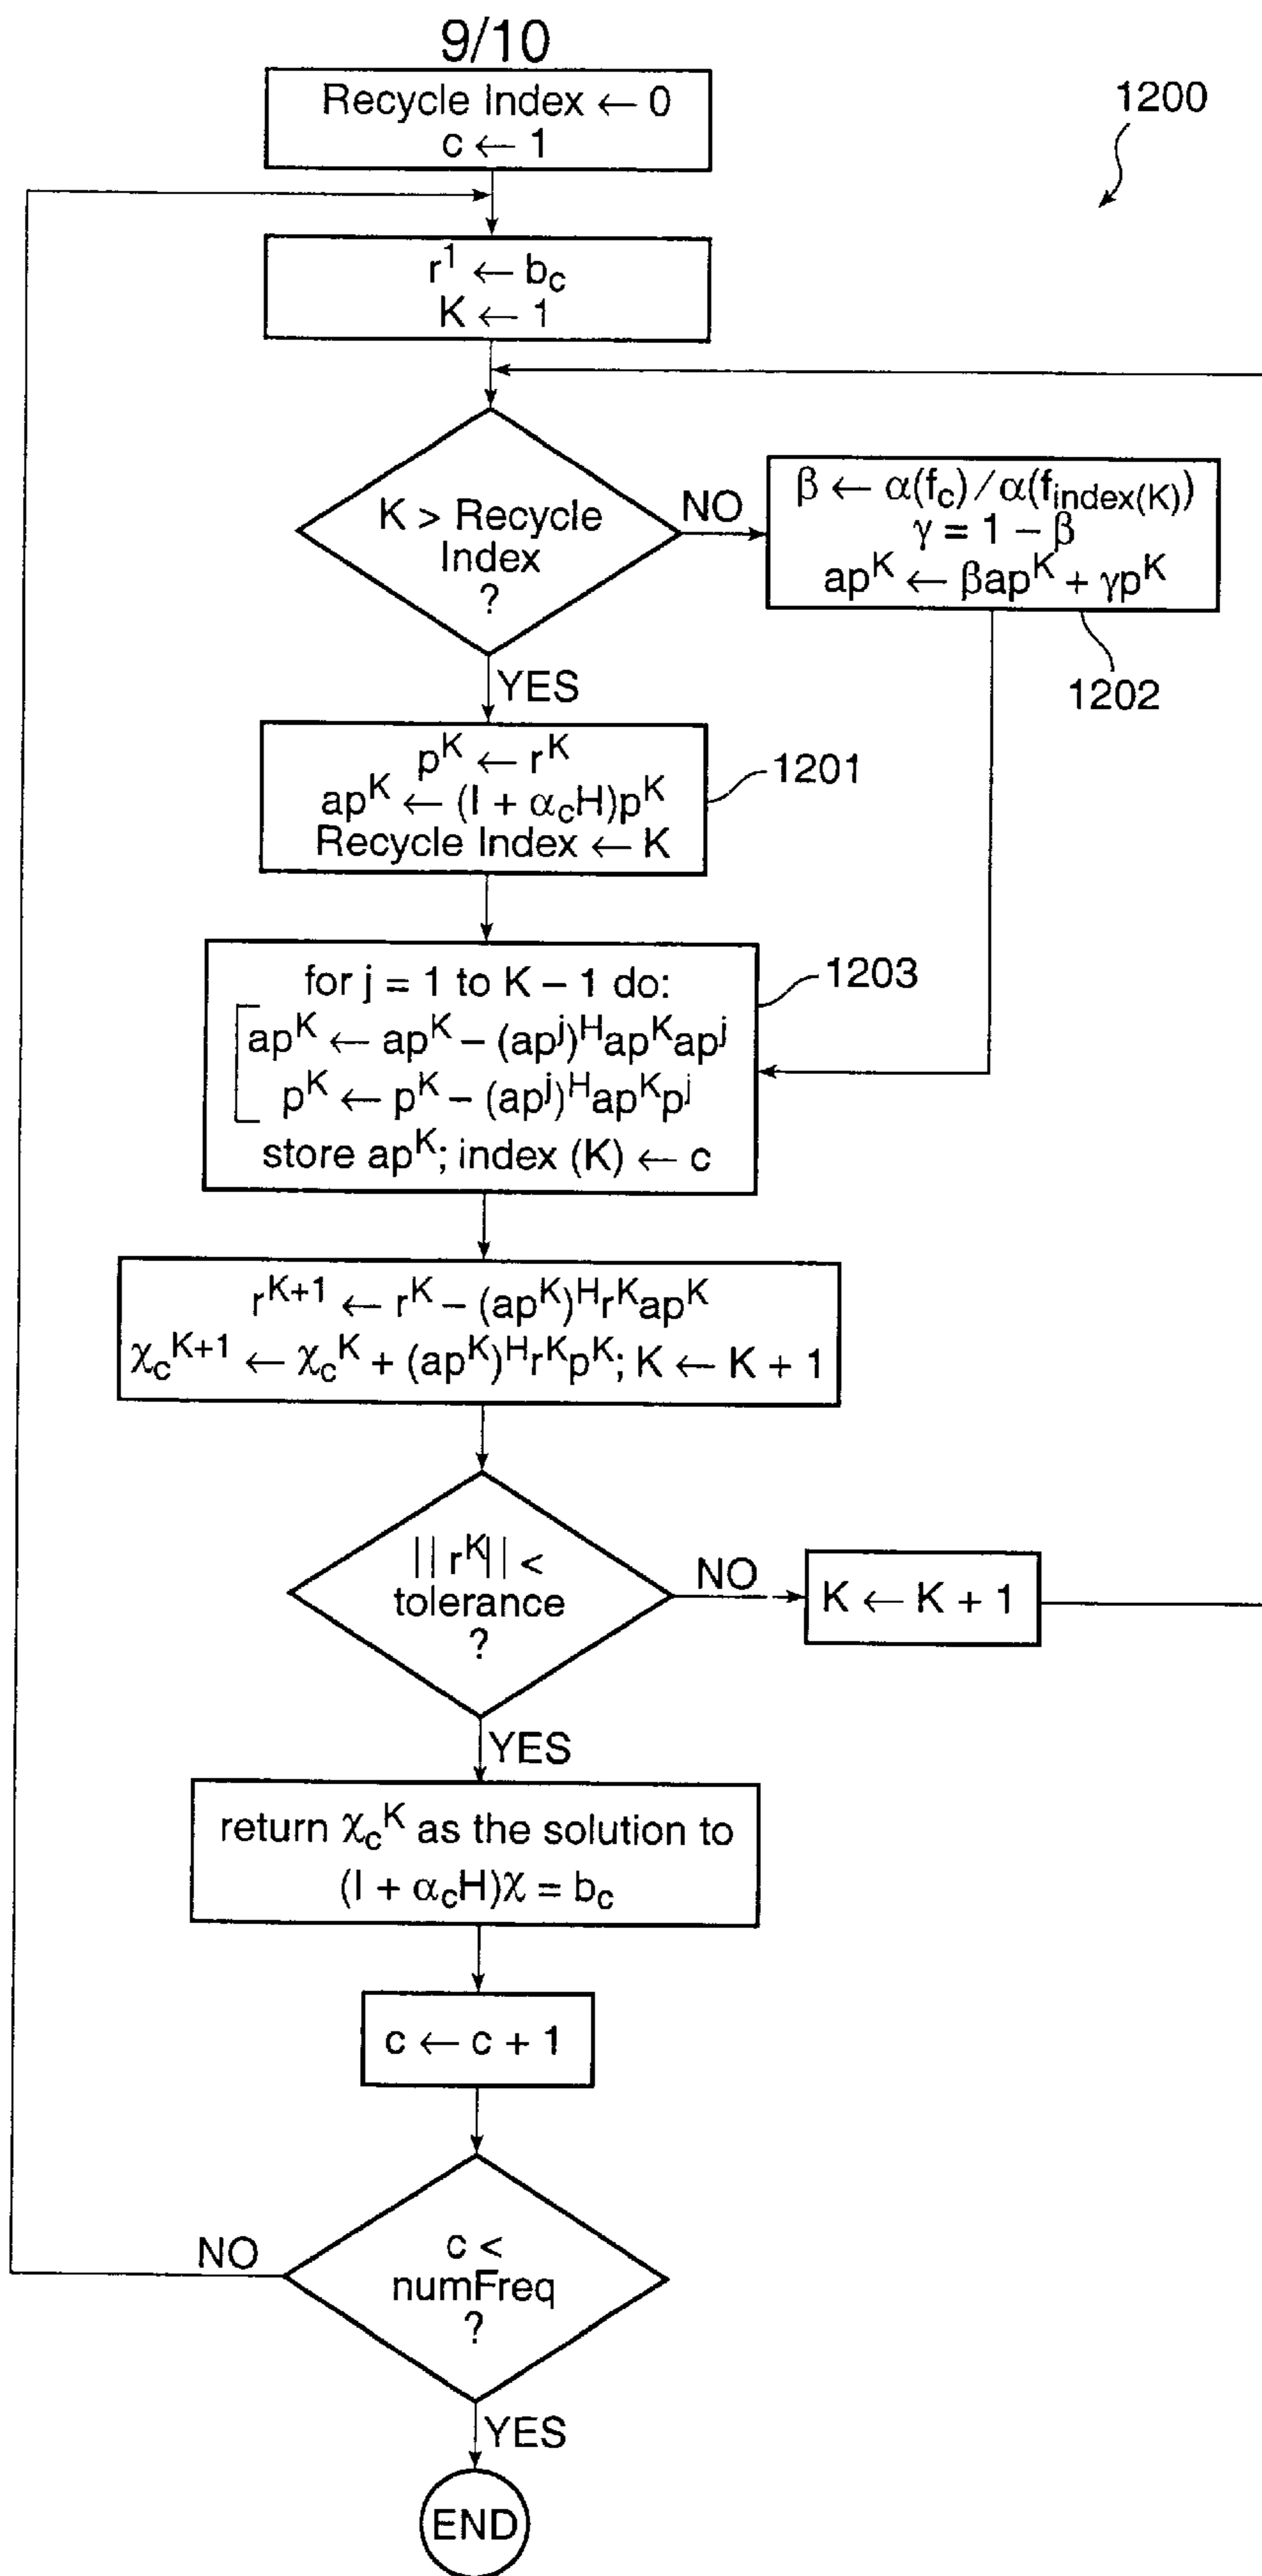 9/10
Recycle Index ← 0
c ← 1
1200
r¹ ← b_c
K ← 1
K > Recycle
Index
?
NO
β ← α(f_c) / α(f_index(K))
γ = 1 – β
ap^K ← βap^K + γp^K
1202
YES
p^K ← r^K
ap^K ← (I + α_cH)p^K
Recycle Index ← K
1201
for j = 1 to K – 1 do:
ap^K ← ap^K – (ap^j)^H ap^K ap^j
p^K ← p^K – (ap^j)^H ap^K p^j
store ap^K; index (K) ← c
1203
r^K+1 ← r^K – (ap^K)^H r^K ap^K
χ_c^K+1 ← χ_c^K + (ap^K)^H r^K p^K; K ← K + 1
|| r^K || <
tolerance
?
NO
K ← K + 1
YES
return χ_c^K as the solution to
(I + α_cH)χ = b_c
c ← c + 1
c <
numFreq
?
NO
YES
END